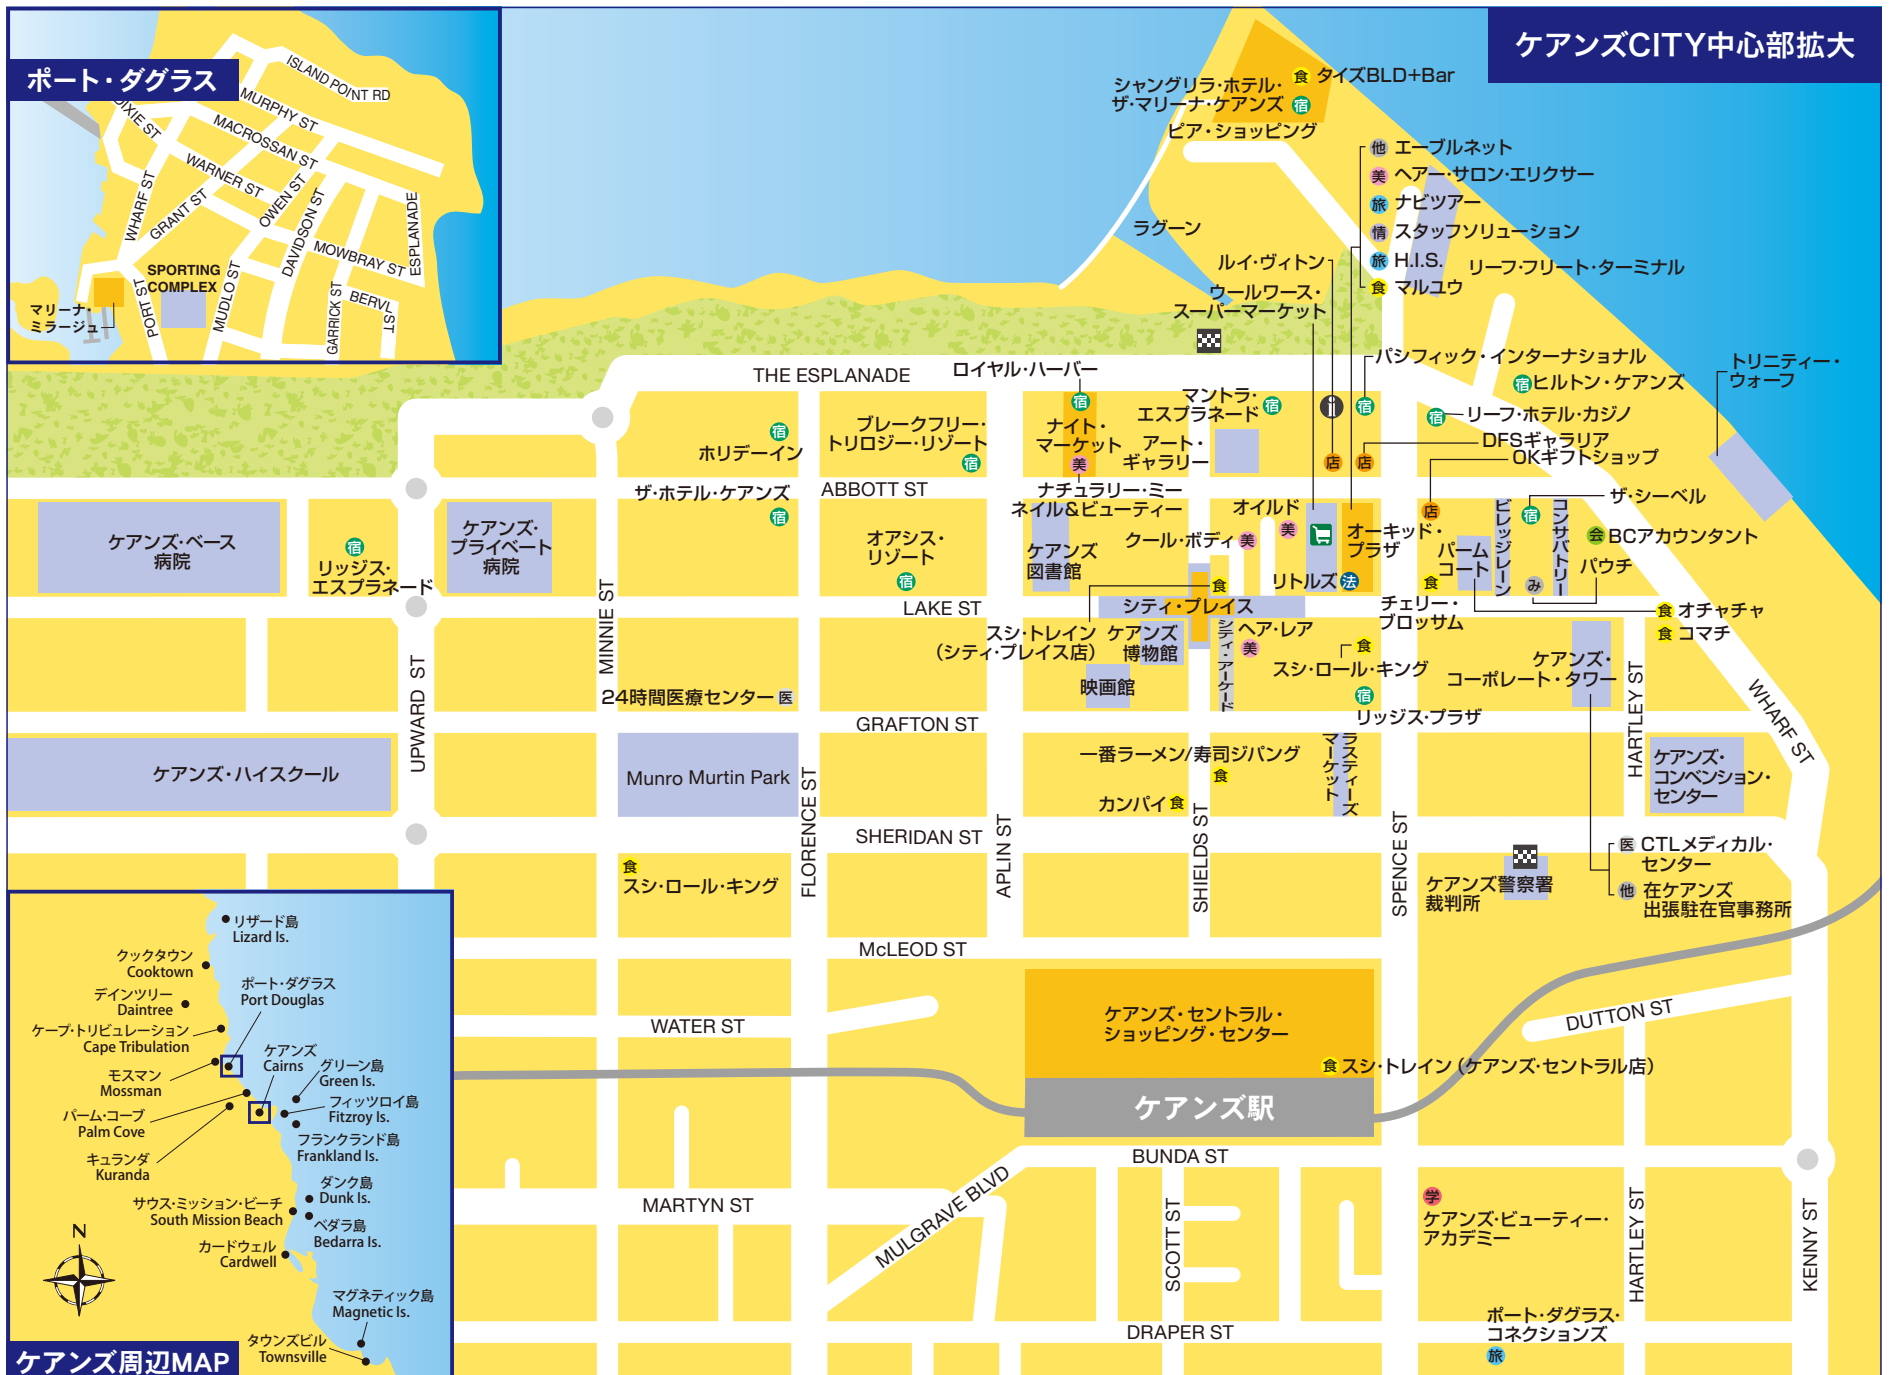 ポート・ダグラス
ISLAND POINT RD
DIXIE ST
MURPHY ST
MACROSSAN ST
WARNER ST
OWEN ST
WHARF ST
GRANT ST
DAVIDSON ST
MOWBRAY ST
ESPLANADE
SPORTING
COMPLEX
MUDLO ST
PORT ST
GARRICK ST
BERVL
ST
マリーナ・
ミラージュ
ケアンズCITY中心部拡大
シャングリラ・ホテル・
ザ・マリーナ・ケアンズ 宿
食 タイズBLD+Bar
ピア・ショッピング
他 エーブルネット
美 ヘアー・サロン・エリクサー
旅 ナビツアー
情 スタッフソリューション
旅 H.I.S.
食 マルユウ
リーフ・フリート・ターミナル
ラグーン
ルイ・ヴィトン
ウールワース・
スーパーマーケット
パシフィック・インターナショナル
宿 ヒルトン・ケアンズ
トリニティー・
ウォーフ
宿 リーフ・ホテル・カジノ
DFSギャラリア
OKギフトショップ
THE ESPLANADE
ロイヤル・ハーバー
宿
ナイト・
マーケット
美
マントラ・
エスプラネード 宿
宿
アート・
ギャラリー
店 店
ホリデーイン
宿
ブレークフリー・
トリロジー・リゾート
宿
ザ・ホテル・ケアンズ
宿
ABBOTT ST
ナチュラリー・ミー
ネイル&ビューティー
オイルド
美
クール・ボディ 美
オーキッド・
プラザ
リトルズ 法
店
ビレッジレーン
宿
ザ・シーベル
コンサバトリー
会 BCアカウンタント
パウチ
み
パーム
コート
食
チェリー・
ブロッサム
食 オチャチャ
食 コマチ
ケアンズ・ベース
病院
宿
リッジス・
エスプラネード
ケアンズ・
プライベート
病院
オアシス・
リゾート
宿
ケアンズ
図書館
MINNIE ST
LAKE ST
シティ・プレイス
食
スシ・トレイン
(シティ・プレイス店)
ケアンズ
博物館
映画館
シティ・アーケード
ヘア・レア
美
食
スシ・ロール・キング
宿
リッジス・プラザ
ケアンズ・
コーポレート・タワー
HARTLEY ST
WHARF ST
UPWARD ST
24時間医療センター 医
GRAFTON ST
ケアンズ・ハイスクール
Munro Murtin Park
FLORENCE ST
一番ラーメン/寿司ジパング
食
カンパイ 食
ラスティーズ
マーケット
ケアンズ・
コンベンション・
センター
SHERIDAN ST
APLIN ST
SHIELDS ST
SPENCE ST
食
スシ・ロール・キング
ケアンズ警察署
裁判所
医 CTLメディカル・
センター
他 在ケアンズ
出張駐在官事務所
McLEOD ST
WATER ST
ケアンズ・セントラル・
ショッピング・センター
食 スシ・トレイン(ケアンズ・セントラル店)
ケアンズ駅
DUTTON ST
BUNDA ST
MARTYN ST
MULGRAVE BLVD
SCOTT ST
学
ケアンズ・ビューティー・
アカデミー
HARTLEY ST
KENNY ST
DRAPER ST
ポート・ダグラス・
コネクションズ
旅
リザード島
Lizard Is.
クックタウン
Cooktown
ポート・ダグラス
Port Douglas
デインツリー
Daintree
ケープ・トリビュレーション
Cape Tribulation
ケアンズ
Cairns
グリーン島
Green Is.
モスマン
Mossman
フィッツロイ島
Fitzroy Is.
パーム・コーブ
Palm Cove
フランクランド島
Frankland Is.
キュランダ
Kuranda
ダンク島
Dunk Is.
サウス・ミッション・ビーチ
South Mission Beach
ベダラ島
Bedarra Is.
カードウェル
Cardwell
N
マグネティック島
Magnetic Is.
タウンズビル
Townsville
ケアンズ周辺MAP